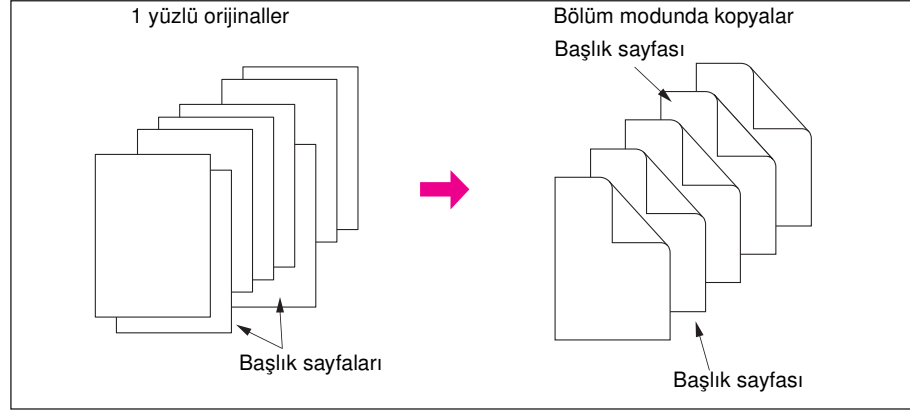 1 yüzlü orijinaller
Bölüm modunda kopyalar
Başlık sayfası
Başlık sayfaları
Başlık sayfası